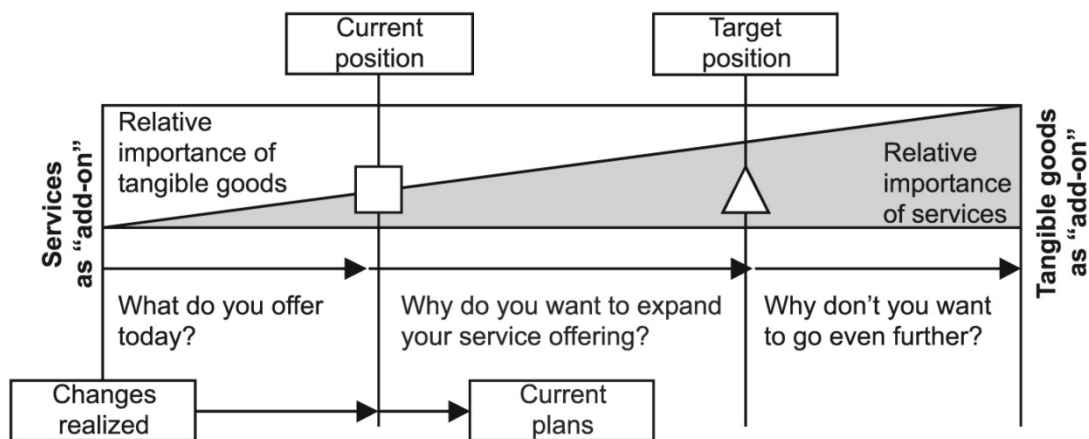 Current
position
Target
position
Services
as “add-on”
Relative
importance of
tangible goods
Relative
importance
of services
Tangible goods
as “add-on”
What do you offer
today?
Why do you want to expand
your service offering?
Why don’t you want
to go even further?
Changes
realized
Current
plans